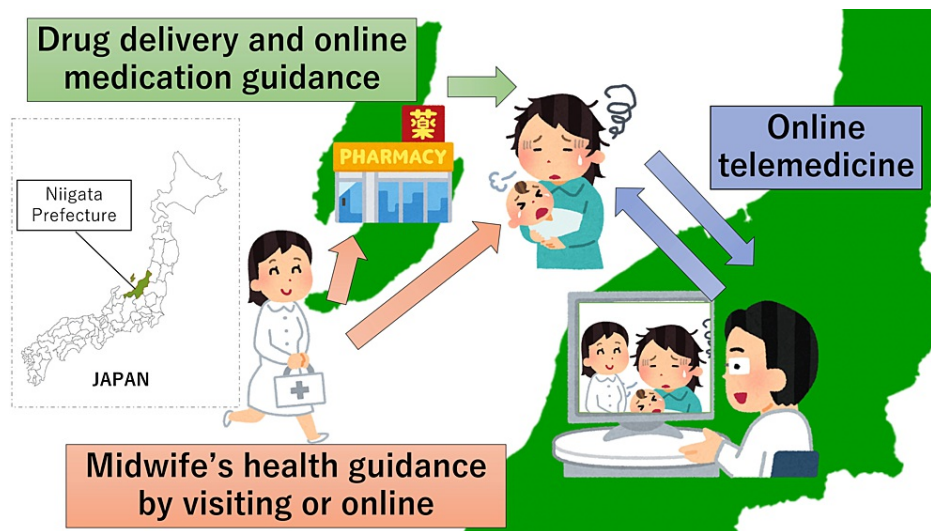 Drug delivery and online
medication guidance
薬
PHARMACY
Online
telemedicine
Niigata
Prefecture
JAPAN
Midwife's health guidance
by visiting or online